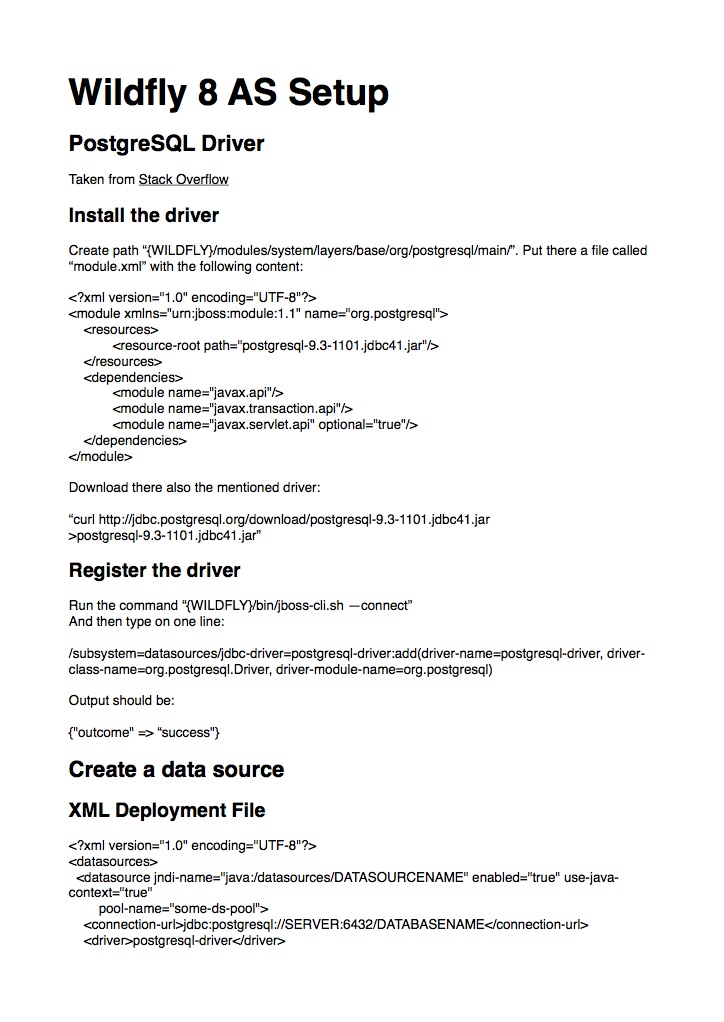 Wildfly 8 AS Setup
PostgreSQL Driver
Taken from Stack Overflow
Install the driver
Create path “{WILDFLY}/modules/system/layers/base/org/postgresql/main/”. Put there a file called
“module.xml” with the following content:
<?xml version="1.0" encoding="UTF-8"?>
<module xmlns="urn:jboss:module:1.1" name="org.postgresql">
<resources>
<resource-root path="postgresql-9.3-1101.jdbc41.jar"/>
</resources>
<dependencies>
<module name="javax.api"/>
<module name="javax.transaction.api"/>
<module name="javax.servlet.api" optional="true"/>
</dependencies>
</module>
Download there also the mentioned driver:
“curl http://jdbc.postgresql.org/download/postgresql-9.3-1101.jdbc41.jar
>postgresql-9.3-1101.jdbc41.jar”
Register the driver
Run the command “{WILDFLY}/bin/jboss-cli.sh —connect”
And then type on one line:
/subsystem=datasources/jdbc-driver=postgresql-driver:add(driver-name=postgresql-driver, driver-
class-name=org.postgresql.Driver, driver-module-name=org.postgresql)
Output should be:
{"outcome" => “success"}
Create a data source
XML Deployment File
<?xml version="1.0" encoding="UTF-8"?>
<datasources>
<datasource jndi-name="java:/datasources/DATASOURCENAME" enabled="true" use-java-
context="true"
pool-name="some-ds-pool">
<connection-url>jdbc:postgresql://SERVER:6432/DATABASENAME</connection-url>
<driver>postgresql-driver</driver>